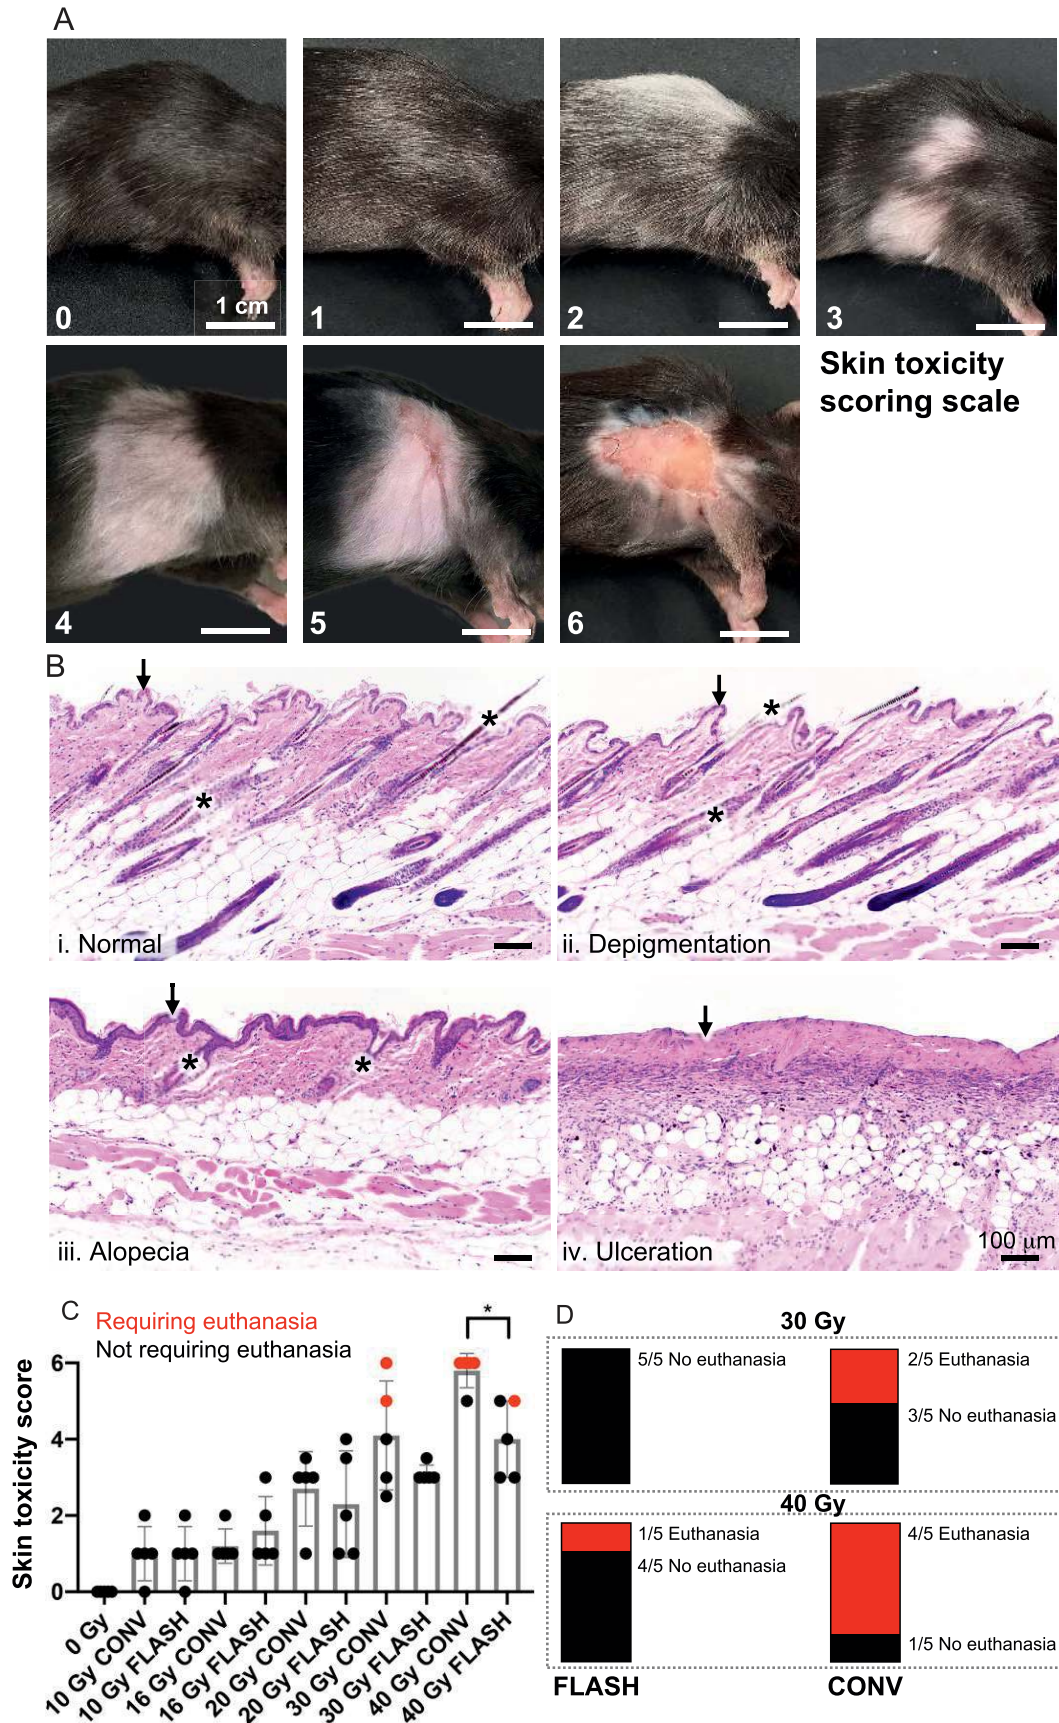 A
0
1 cm
1
2
3
4
5
6
Skin toxicity
scoring scale
B
*
*
i. Normal
*
*
ii. Depigmentation
*
*
iii. Alopecia
iv. Ulceration
100 μm
C
Requiring euthanasia
Not requiring euthanasia
*
Skin toxicity score
6
4
2
0
0 Gy
10 Gy CONV
10 Gy FLASH
16 Gy CONV
16 Gy FLASH
20 Gy CONV
20 Gy FLASH
30 Gy CONV
30 Gy FLASH
40 Gy CONV
40 Gy FLASH
D
30 Gy
5/5 No euthanasia
2/5 Euthanasia
3/5 No euthanasia
40 Gy
1/5 Euthanasia
4/5 No euthanasia
4/5 Euthanasia
1/5 No euthanasia
FLASH
CONV